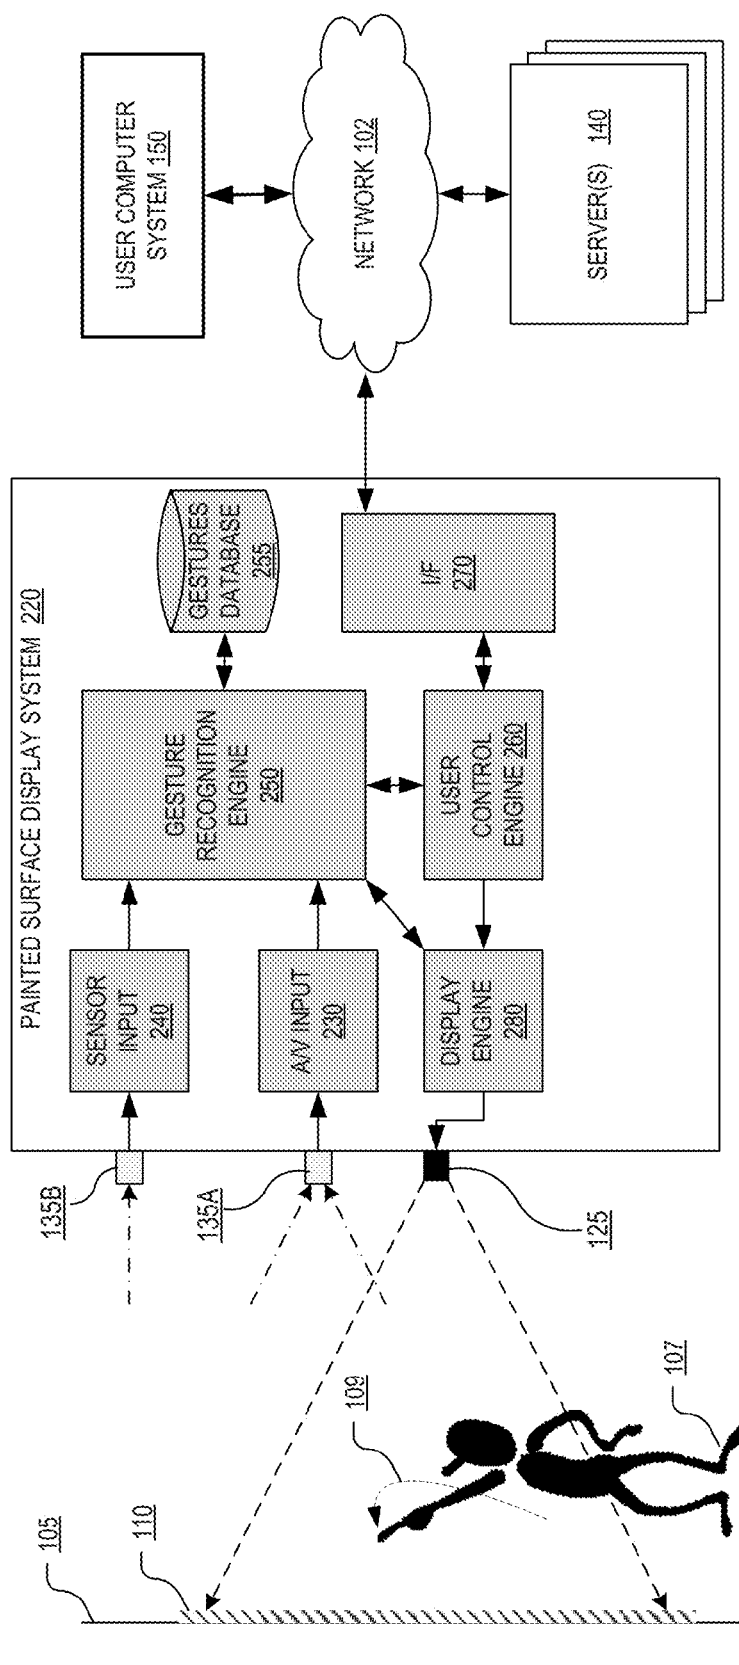 USER COMPUTER
SYSTEM 150
NETWORK 102
SERVER(S) 140
PAINTED SURFACE DISPLAY SYSTEM 220
GESTURES
DATABASE
255
I/F
270
GESTURE
RECOGNITION
ENGINE
250
USER
CONTROL
ENGINE 260
SENSOR
INPUT
240
A/V INPUT
230
DISPLAY
ENGINE
280
135B
135A
125
105
110
109
107